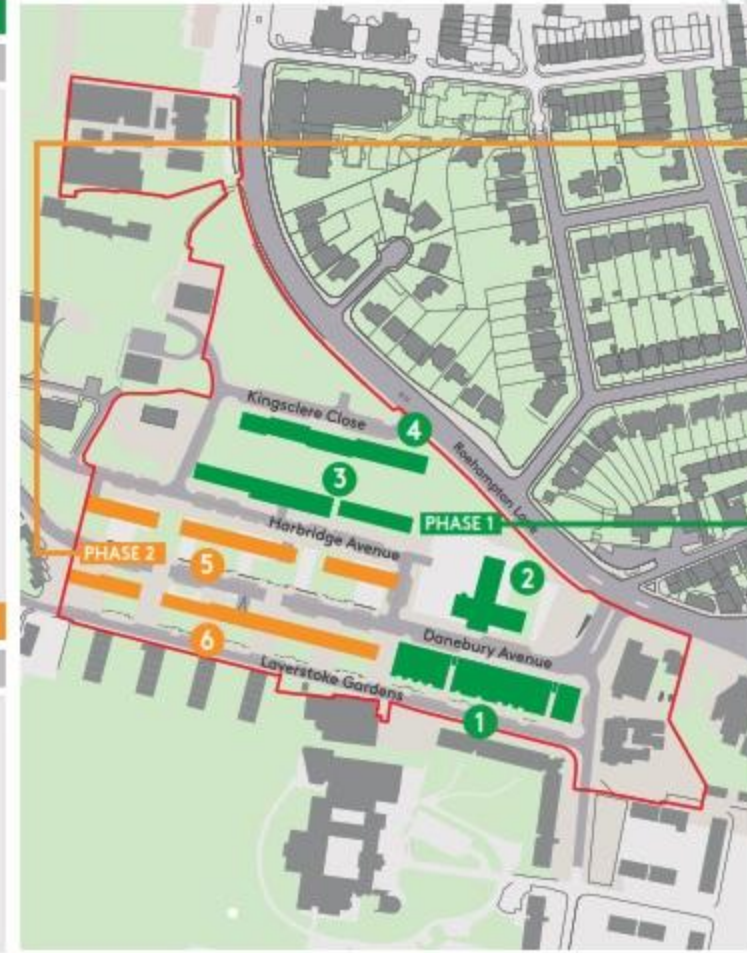 Kingsclere Close
4
Roehampton Lane
3
PHASE 1
Harbridge Avenue
PHASE 2
5
2
6
Danebury Avenue
Laverstoke Gardens
1